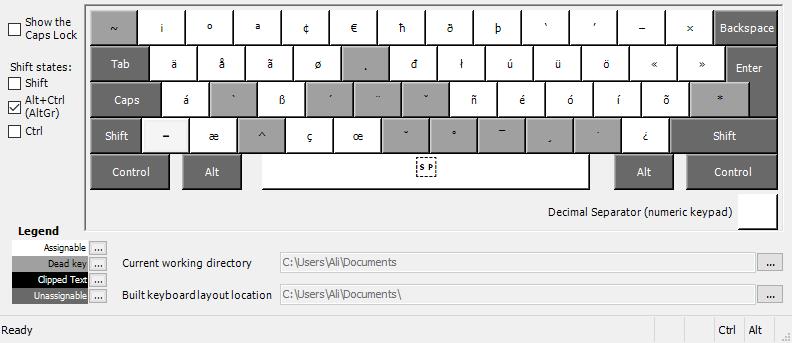 Show the
Caps Lock
Shift states:
Shift
Alt+Ctrl
(AltGr)
Ctrl
~ ¡ º ª ¢ € ħ ð þ ‘ ’ – × Backspace
Tab ä å ã ø . đ ł ú ü ö « » Enter
Caps á ` ß ´ ¨ ˇ ñ é ó í õ *
Shift – æ ^ ç œ ˘ ° ¯ ¸ ˙ ¿ Shift
Control Alt SP Alt Control
Decimal Separator (numeric keypad)
Legend
Assignable ...
Dead key ...
Clipped Text ...
Unassignable ...
Current working directory C:\Users\Ali\Documents ...
Built keyboard layout location C:\Users\Ali\Documents\ ...
Ready Ctrl Alt